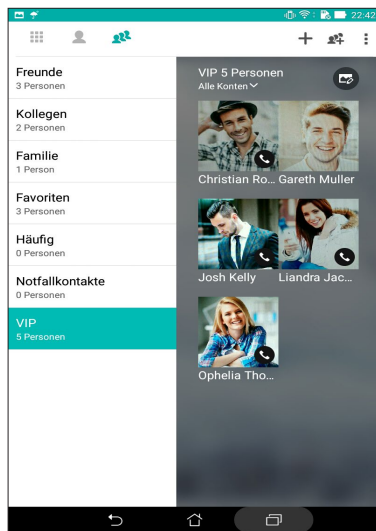 22:42
Freunde
3 Personen
Kollegen
2 Personen
Familie
1 Person
Favoriten
3 Personen
Häufig
0 Personen
Notfallkontakte
0 Personen
VIP
5 Personen
VIP 5 Personen
Alle Konten
Christian Ro... Gareth Muller
Josh Kelly Liandra Jac...
Ophelia Tho...